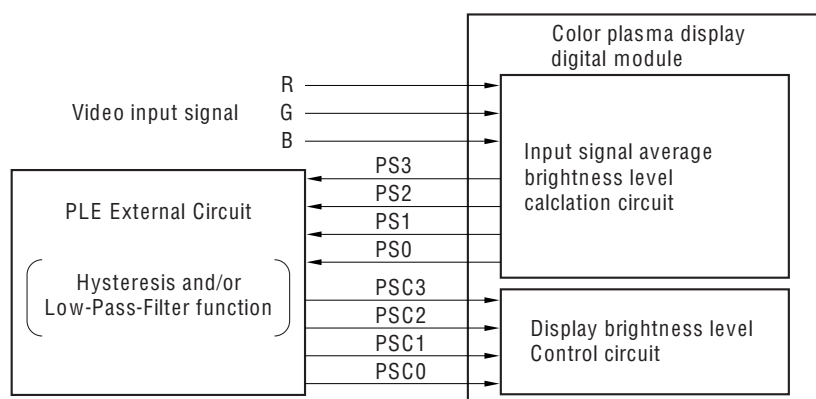 Color plasma display
digital module
R
Video input signal
G
B
Input signal average
brightness level
calclation circuit
PS3
PS2
PS1
PS0
PLE External Circuit
Hysteresis and/or
Low-Pass-Filter function
PSC3
PSC2
PSC1
PSC0
Display brightness level
Control circuit